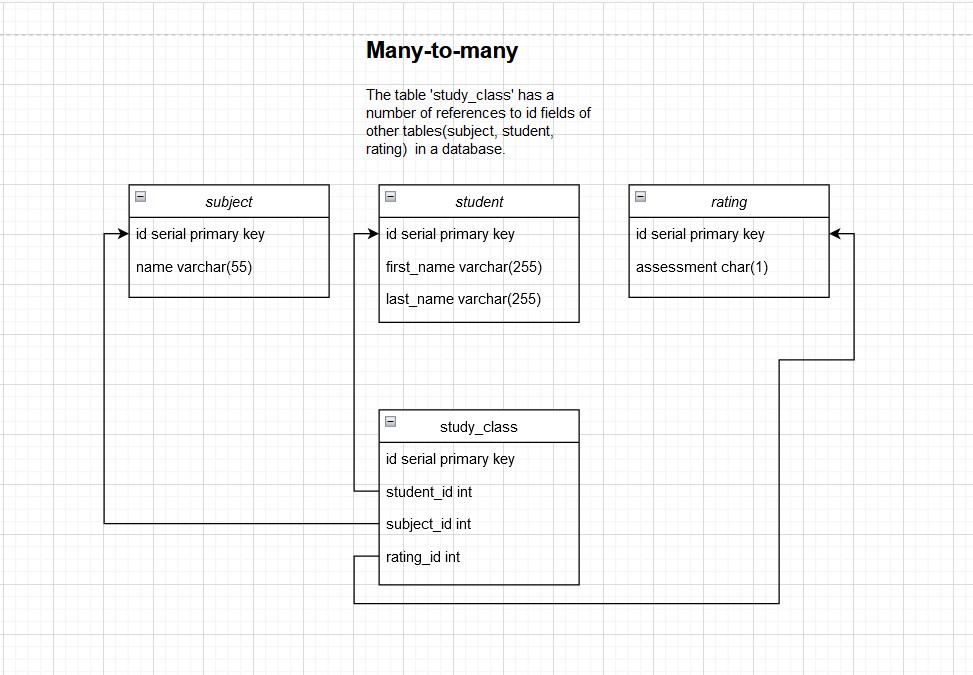 Many-to-many
The table 'study_class' has a
number of references to id fields of
other tables(subject, student,
rating)  in a database.
subject
id serial primary key
name varchar(55)
student
id serial primary key
first_name varchar(255)
last_name varchar(255)
rating
id serial primary key
assessment char(1)
study_class
id serial primary key
student_id int
subject_id int
rating_id int